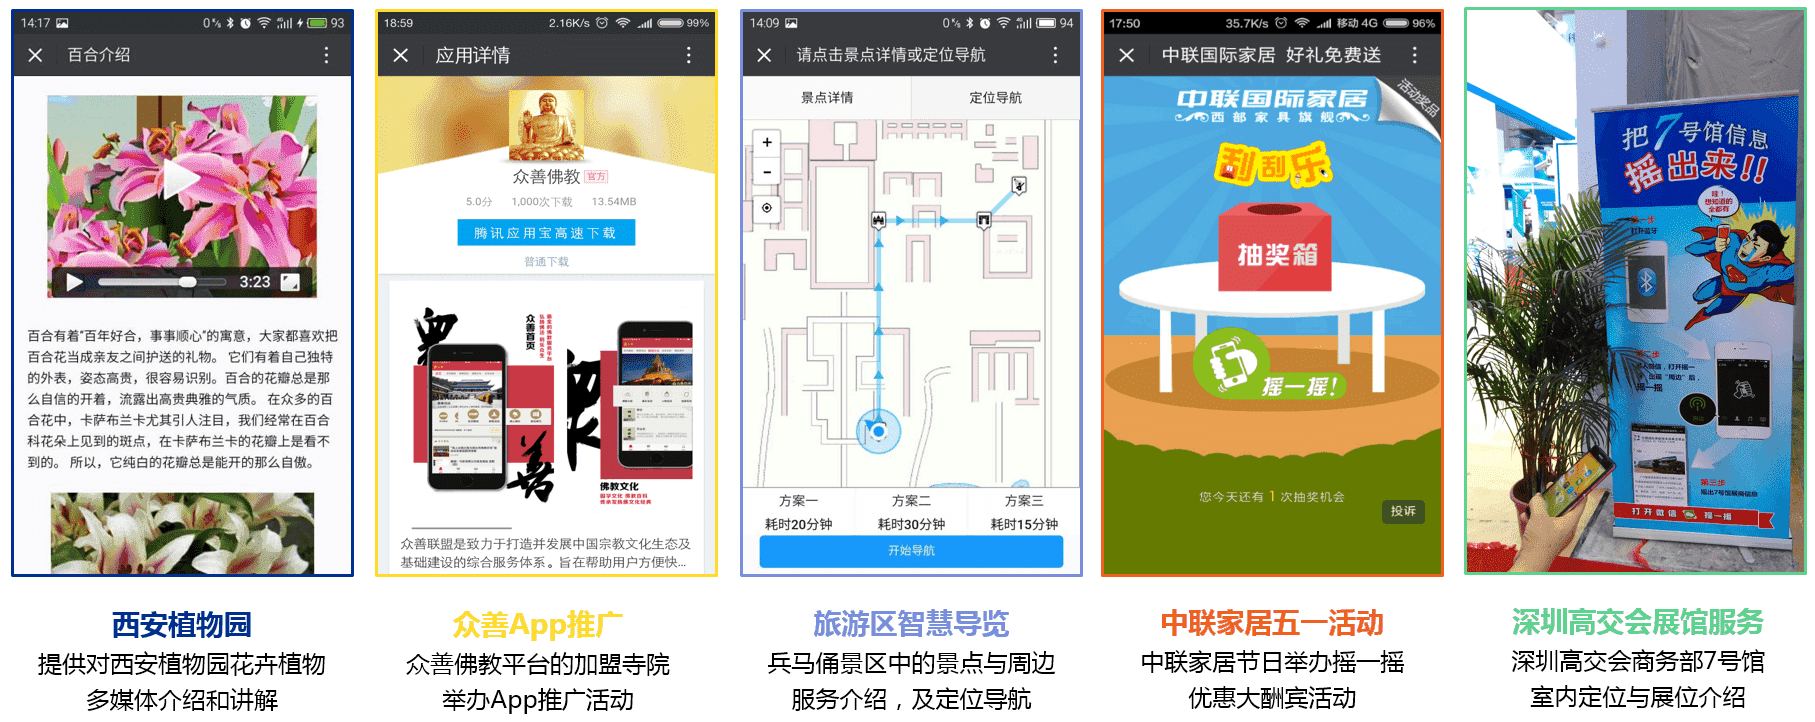 14:17
0%
93
百合介绍
3:23
百合有着“百年好合，事事顺心”的寓意，大家都喜欢把
百合花当成亲友之间护送的礼物。 它们有着自己独特
的外表，姿态高贵，很容易识别。百合的花瓣总是那
么自信的开着，流露出高贵典雅的气质。 在众多的百
合花中，卡萨布兰卡尤其引人注目，我们经常在百合
科花朵上见到的斑点，在卡萨布兰卡的花瓣上是看不
到的。 所以，它纯白的花瓣总是能开的那么自傲。
西安植物园
提供对西安植物园花卉植物
多媒体介绍和讲解
18:59
2.16K/s
99%
应用详情
众善佛教 官方
5.0分 1,000次下载 13.54MB
腾讯应用宝高速下载
普通下载
众善首页
众
善
佛教文化
众善联盟是致力于打造并发展中国宗教文化生态及
基础建设的综合服务体系。旨在帮助用户方便快...
众善App推广
众善佛教平台的加盟寺院
举办App推广活动
14:09
0%
94
请点击景点详情或定位导航
景点详情 定位导航
+
-
方案一 方案二 方案三
耗时20分钟 耗时30分钟 耗时15分钟
开始导航
旅游区智慧导览
兵马俑景区中的景点与周边
服务介绍，及定位导航
17:50
35.7K/s
移动 4G
96%
中联国际家居 好礼免费送
活动奖品
中联国际家居
西部家具旗舰
刮刮乐
抽奖箱
摇一摇!
您今天还有 1 次抽奖机会
投诉
中联家居五一活动
中联家居节日举办摇一摇
优惠大酬宾活动
把7号馆信息
摇出来!!
哇！
想知道的
全都有
第一步
打开蓝牙
第二步
摇一摇
第三步
摇出7号馆展商信息
打开微信 摇一摇
深圳高交会展馆服务
深圳高交会商务部7号馆
室内定位与展位介绍